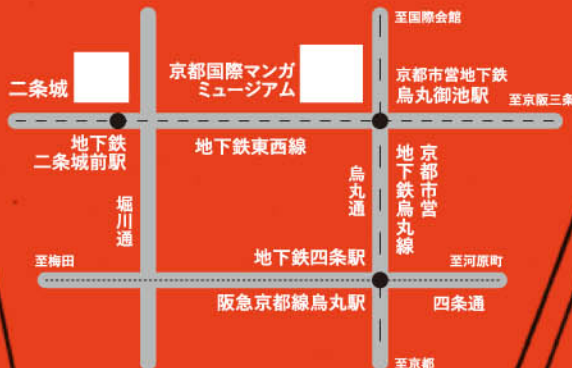 至国際会館
二条城
京都国際マンガ
ミュージアム
京都市営地下鉄
烏丸御池駅
至京阪三条
地下鉄
二条城前駅
地下鉄東西線
堀川通
烏丸通
京都市営
地下鉄烏丸線
至梅田
地下鉄四条駅
至河原町
阪急京都線烏丸駅
四条通
至京都